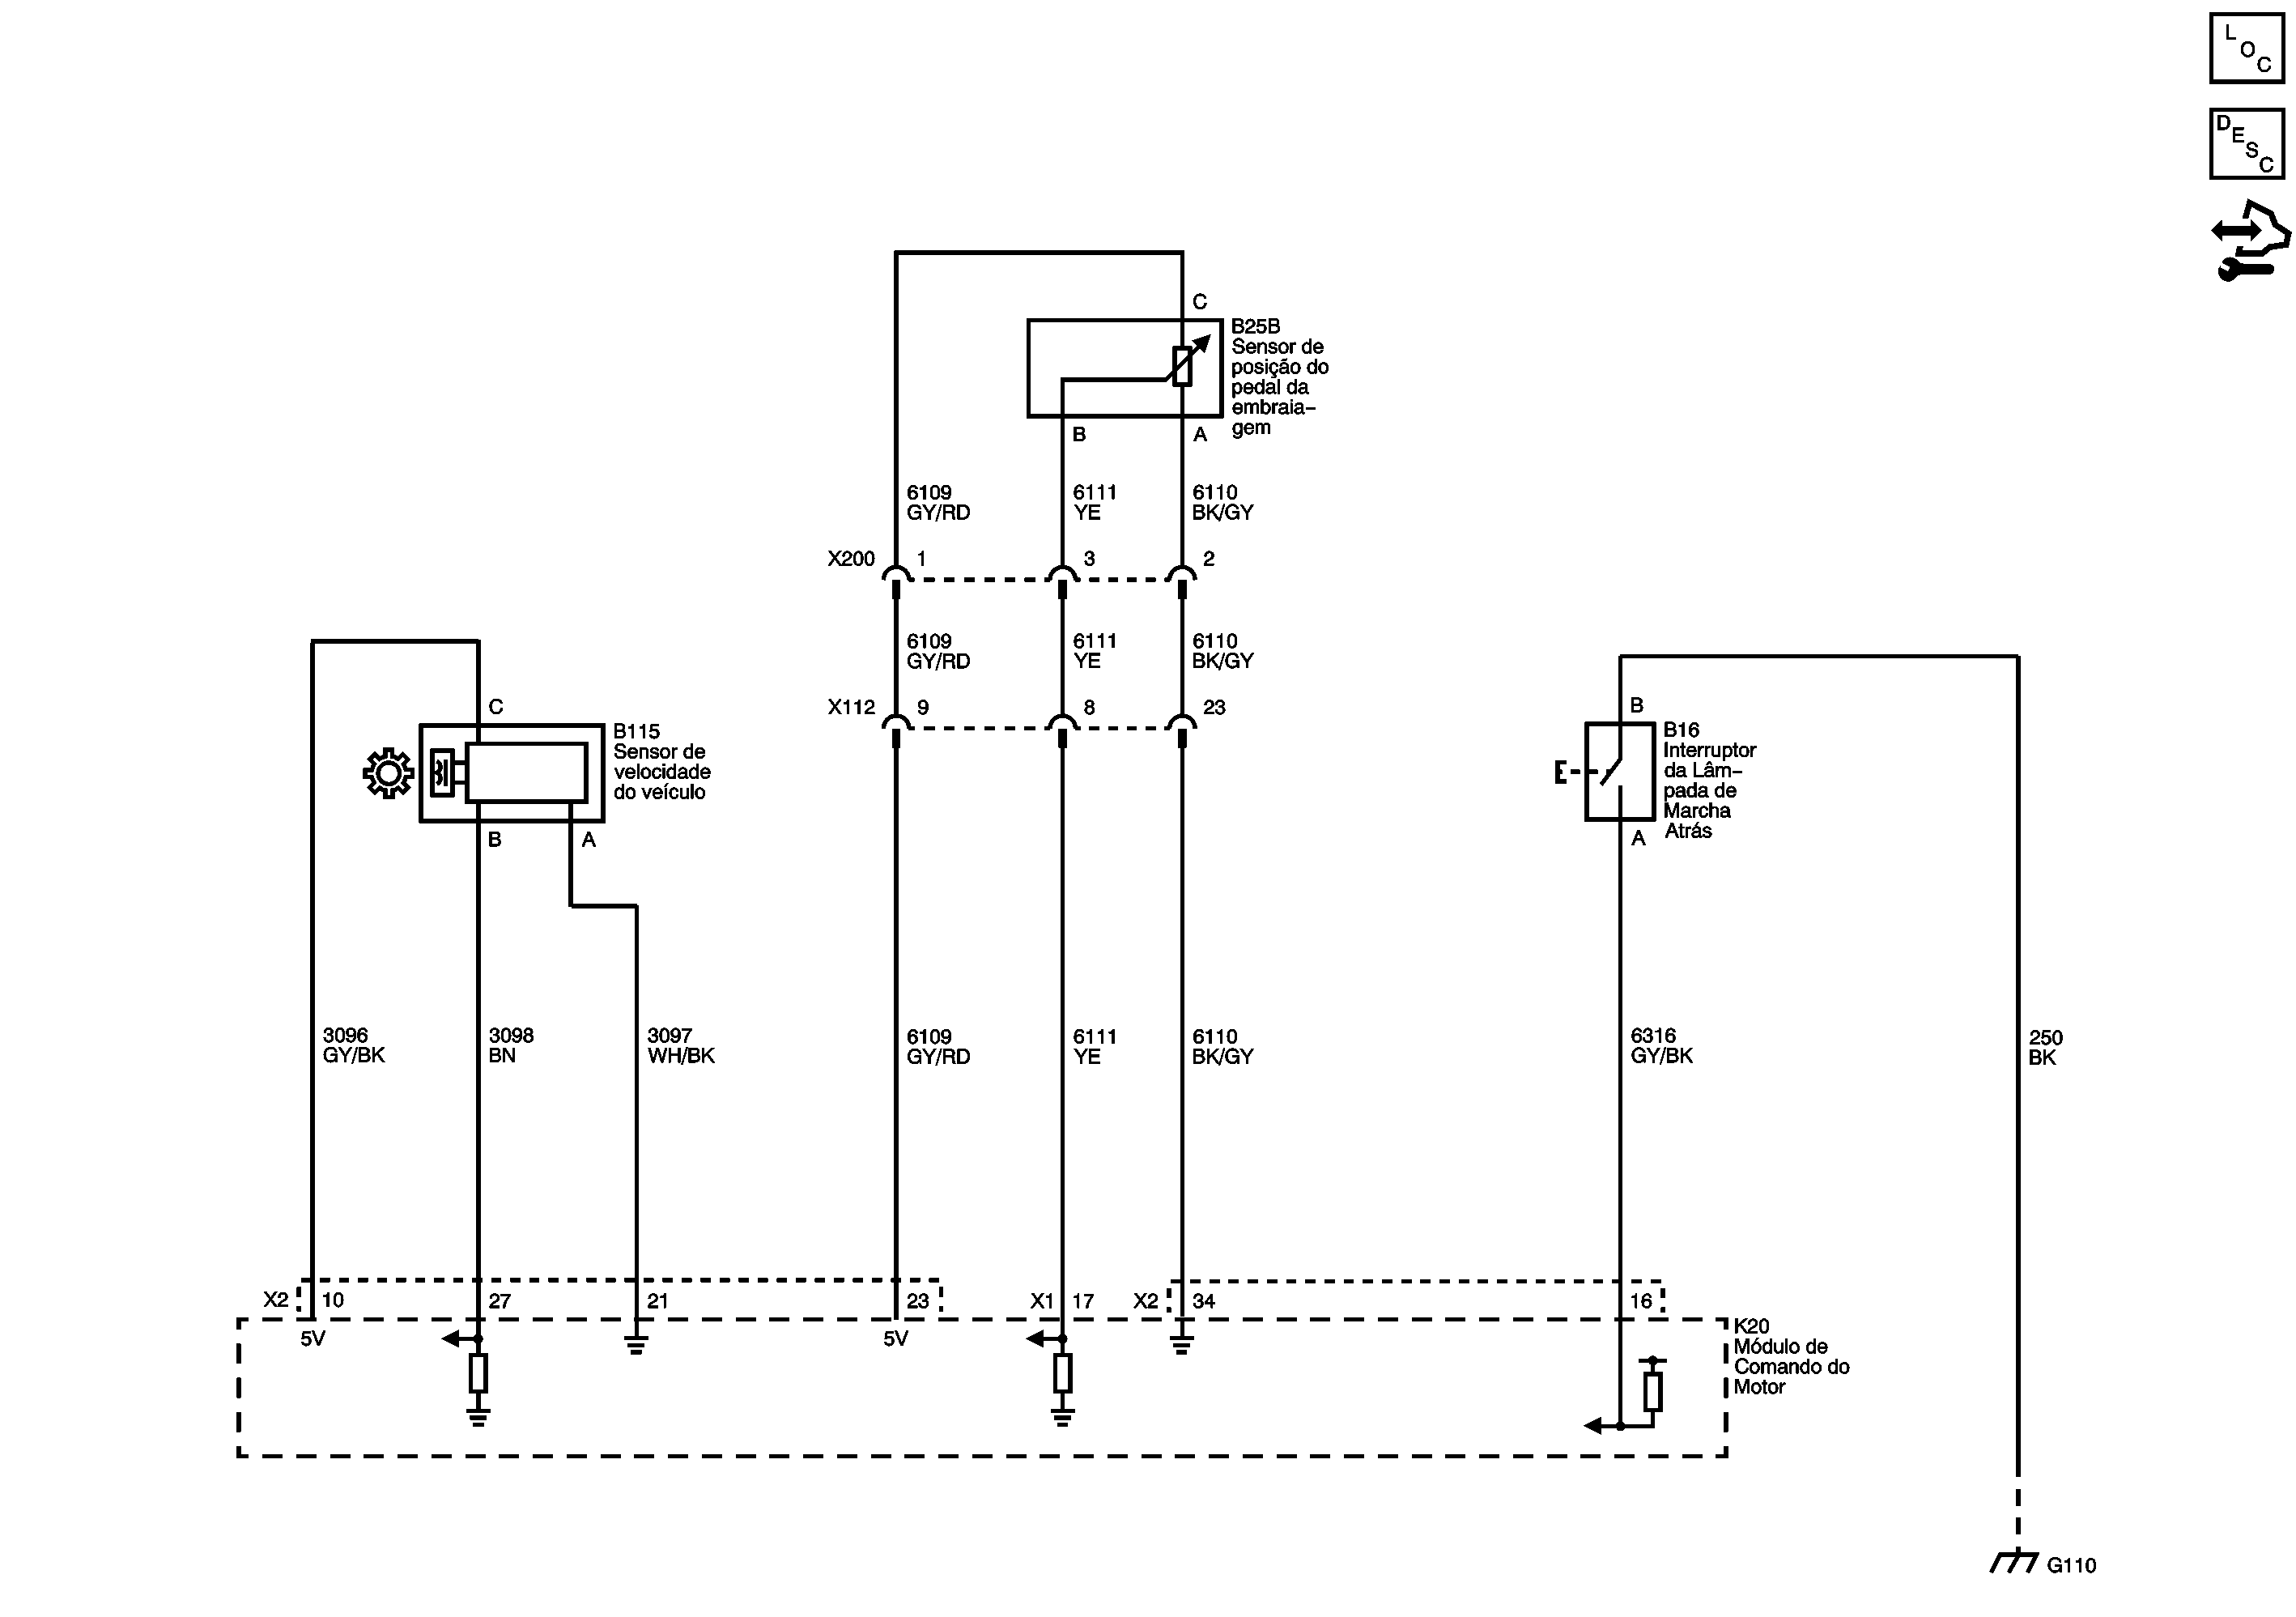 L
O
C
D
E
S
C
C
B25B
Sensor de
posição do
pedal da
embraia-
gem
B
A
6109
GY/RD
6111
YE
6110
BK/GY
X200
1
3
2
6109
GY/RD
6111
YE
6110
BK/GY
X112
9
8
23
C
B115
Sensor de
velocidade
do veículo
B
A
B
B16
Interruptor
da Lâm-
pada de
Marcha
Atrás
A
3096
GY/BK
3098
BN
3097
WH/BK
6109
GY/RD
6111
YE
6110
BK/GY
6316
GY/BK
250
BK
X2
10
27
21
23
X1
17
X2
34
16
5V
5V
K20
Módulo de
Comando do
Motor
G110